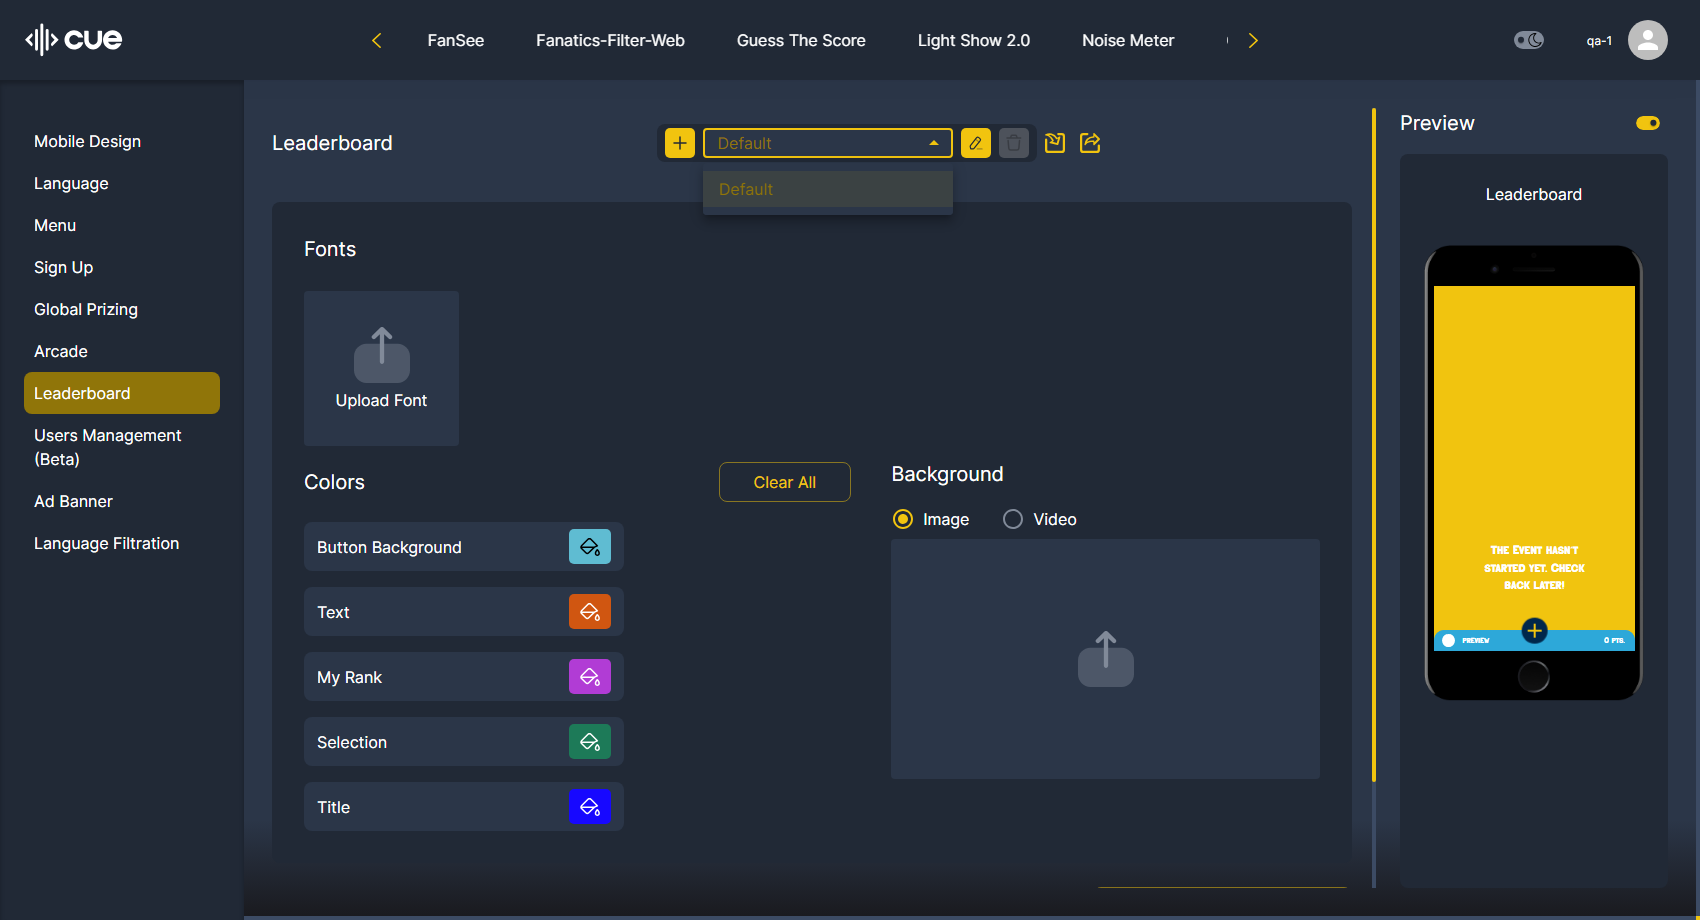 cue
FanSee
Fanatics-Filter-Web
Guess The Score
Light Show 2.0
Noise Meter
qa-1
Mobile Design
Language
Menu
Sign Up
Global Prizing
Arcade
Leaderboard
Users Management
(Beta)
Ad Banner
Language Filtration
Leaderboard
Default
Default
Fonts
Upload Font
Colors
Clear All
Button Background
Text
My Rank
Selection
Title
Background
Image
Video
Preview
Leaderboard
The Event hasn't
started yet. Check
back later!
PREVIEW
0 PTS.